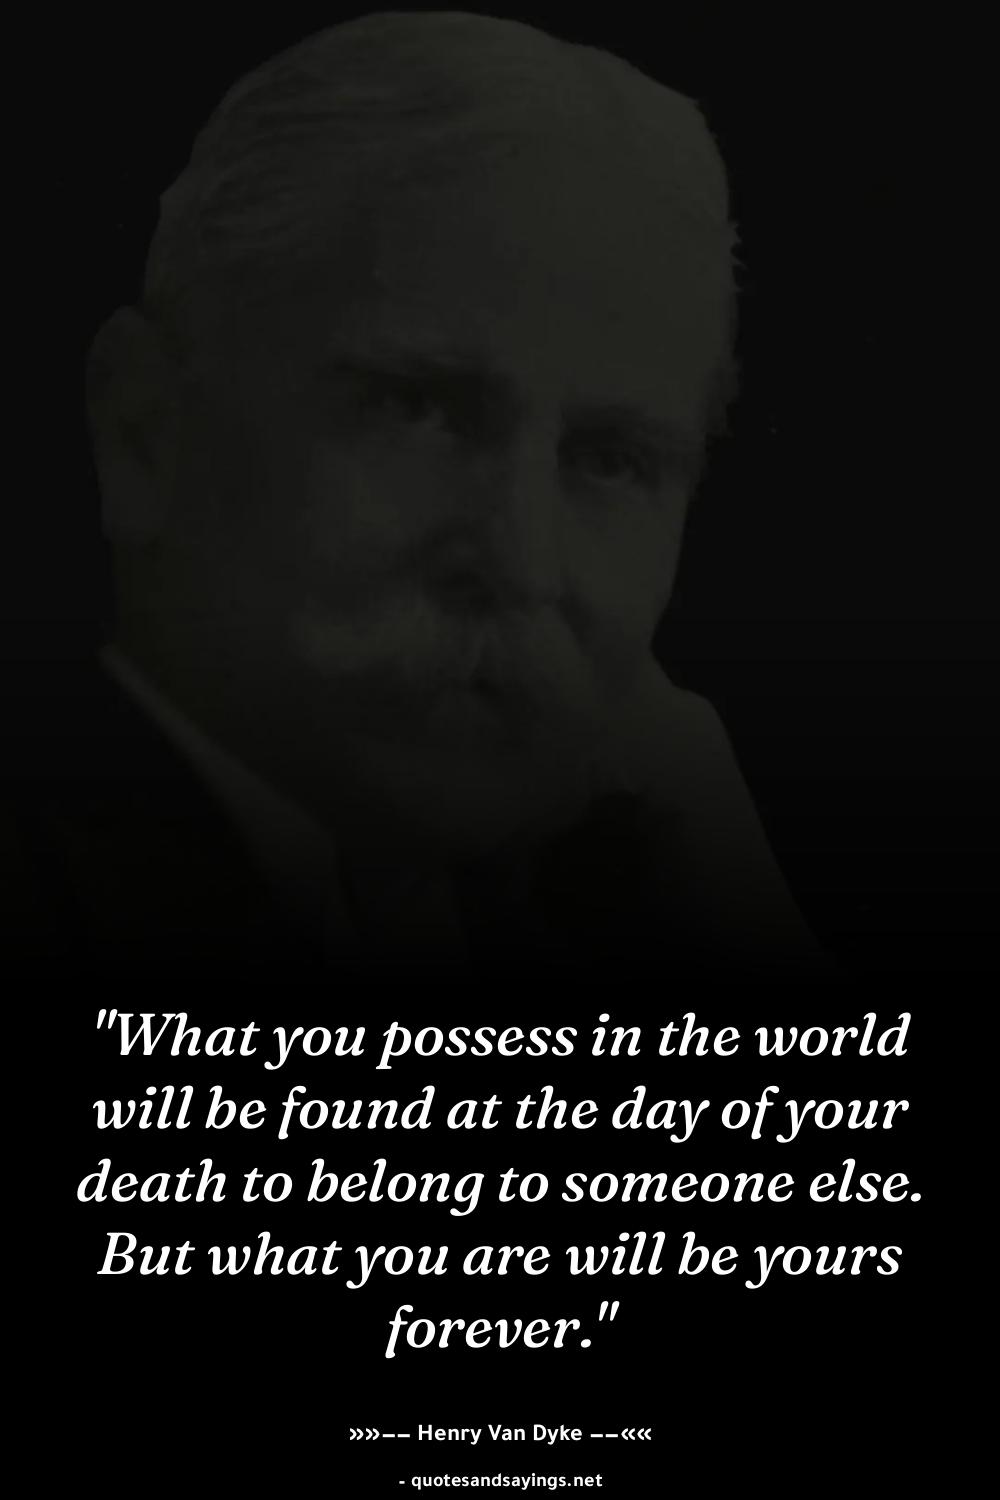 "What you possess in the world
will be found at the day of your
death to belong to someone else.
But what you are will be yours
forever."
»»−− Henry Van Dyke −−««
- quotesandsayings.net